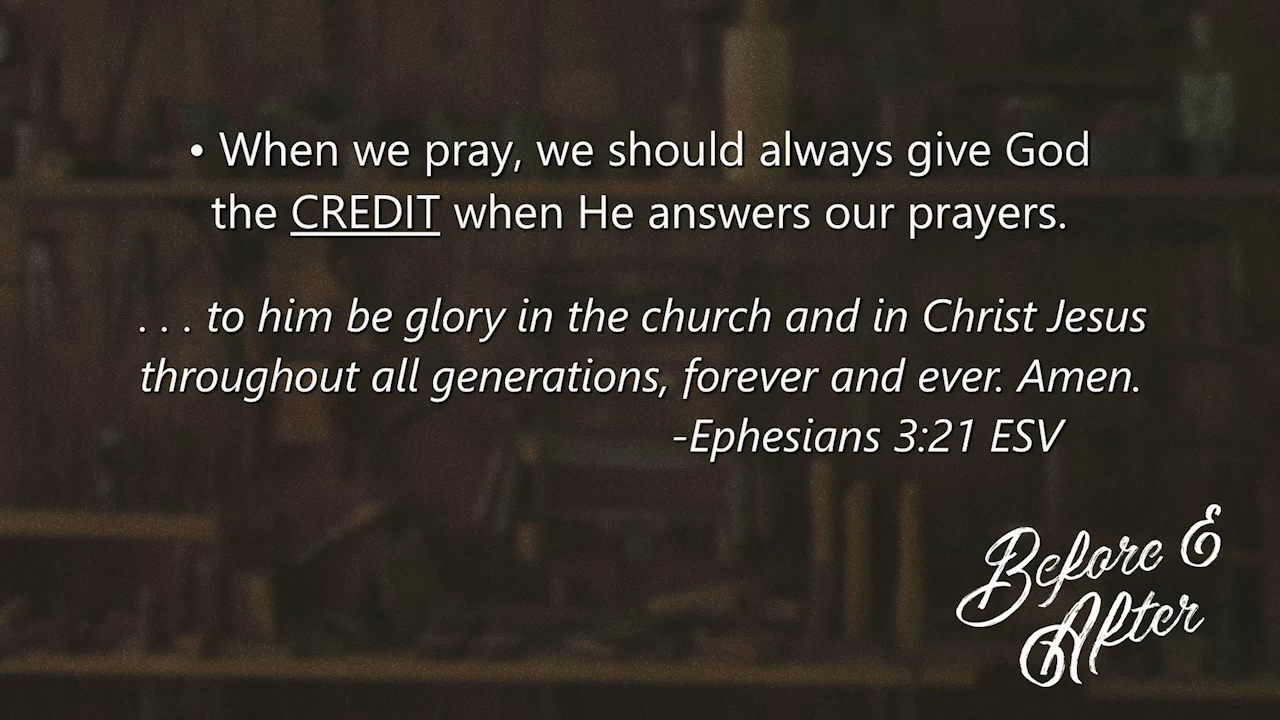 • When we pray, we should always give God
the CREDIT when He answers our prayers.
. . . to him be glory in the church and in Christ Jesus
throughout all generations, forever and ever. Amen.
-Ephesians 3:21 ESV
Before &
After